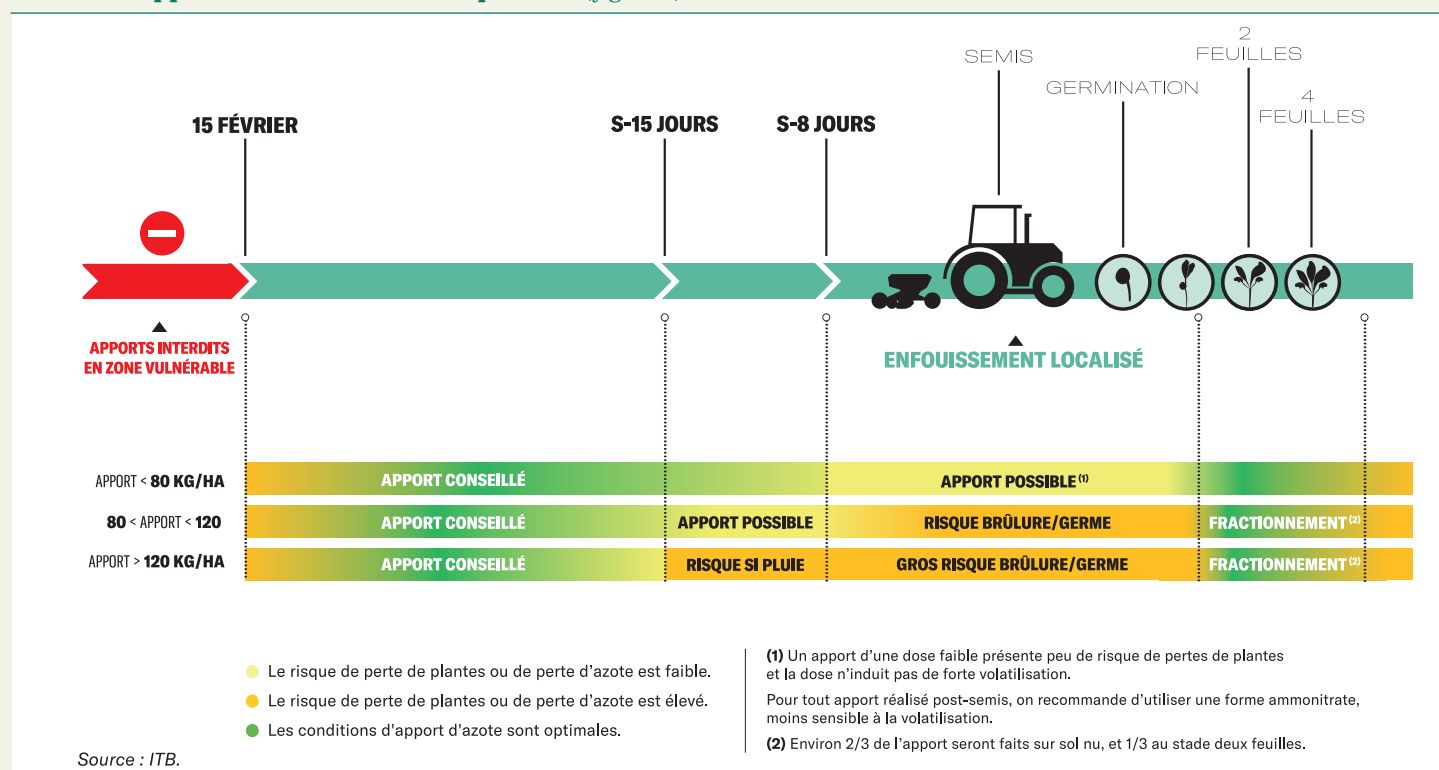 SEMIS
2
FEUILLES
GERMINATION
4
FEUILLES
15 FÉVRIER
S-15 JOURS
S-8 JOURS
APPORTS INTERDITS
EN ZONE VULNÉRABLE
ENFOUISSEMENT LOCALISÉ
APPORT < 80 KG/HA
APPORT CONSEILLÉ
APPORT POSSIBLE (1)
80 < APPORT < 120
APPORT CONSEILLÉ
APPORT POSSIBLE
RISQUE BRÛLURE/GERME
FRACTIONNEMENT (2)
APPORT > 120 KG/HA
APPORT CONSEILLÉ
RISQUE SI PLUIE
GROS RISQUE BRÛLURE/GERME
FRACTIONNEMENT (2)
Le risque de perte de plantes ou de perte d'azote est faible.
Le risque de perte de plantes ou de perte d'azote est élevé.
Les conditions d'apport d'azote sont optimales.
(1) Un apport d'une dose faible présente peu de risque de pertes de plantes
et la dose n'induit pas de forte volatilisation.
Pour tout apport réalisé post-semis, on recommande d'utiliser une forme ammonitrate,
moins sensible à la volatilisation.
(2) Environ 2/3 de l'apport seront faits sur sol nu, et 1/3 au stade deux feuilles.
Source : ITB.